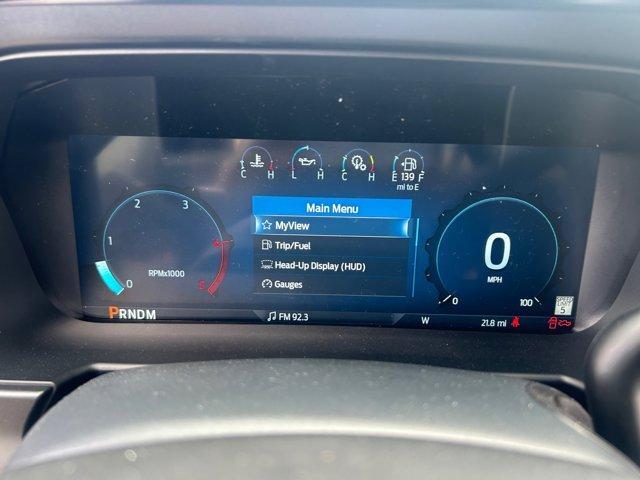 C H L H C H E 139 F
mi to E
Main Menu
MyView
Trip/Fuel
Head-Up Display (HUD)
Gauges
0 1 2 3 5
RPMx1000
0
MPH
0 100
5
PRNDM
FM 92.3
W
21.8 mi